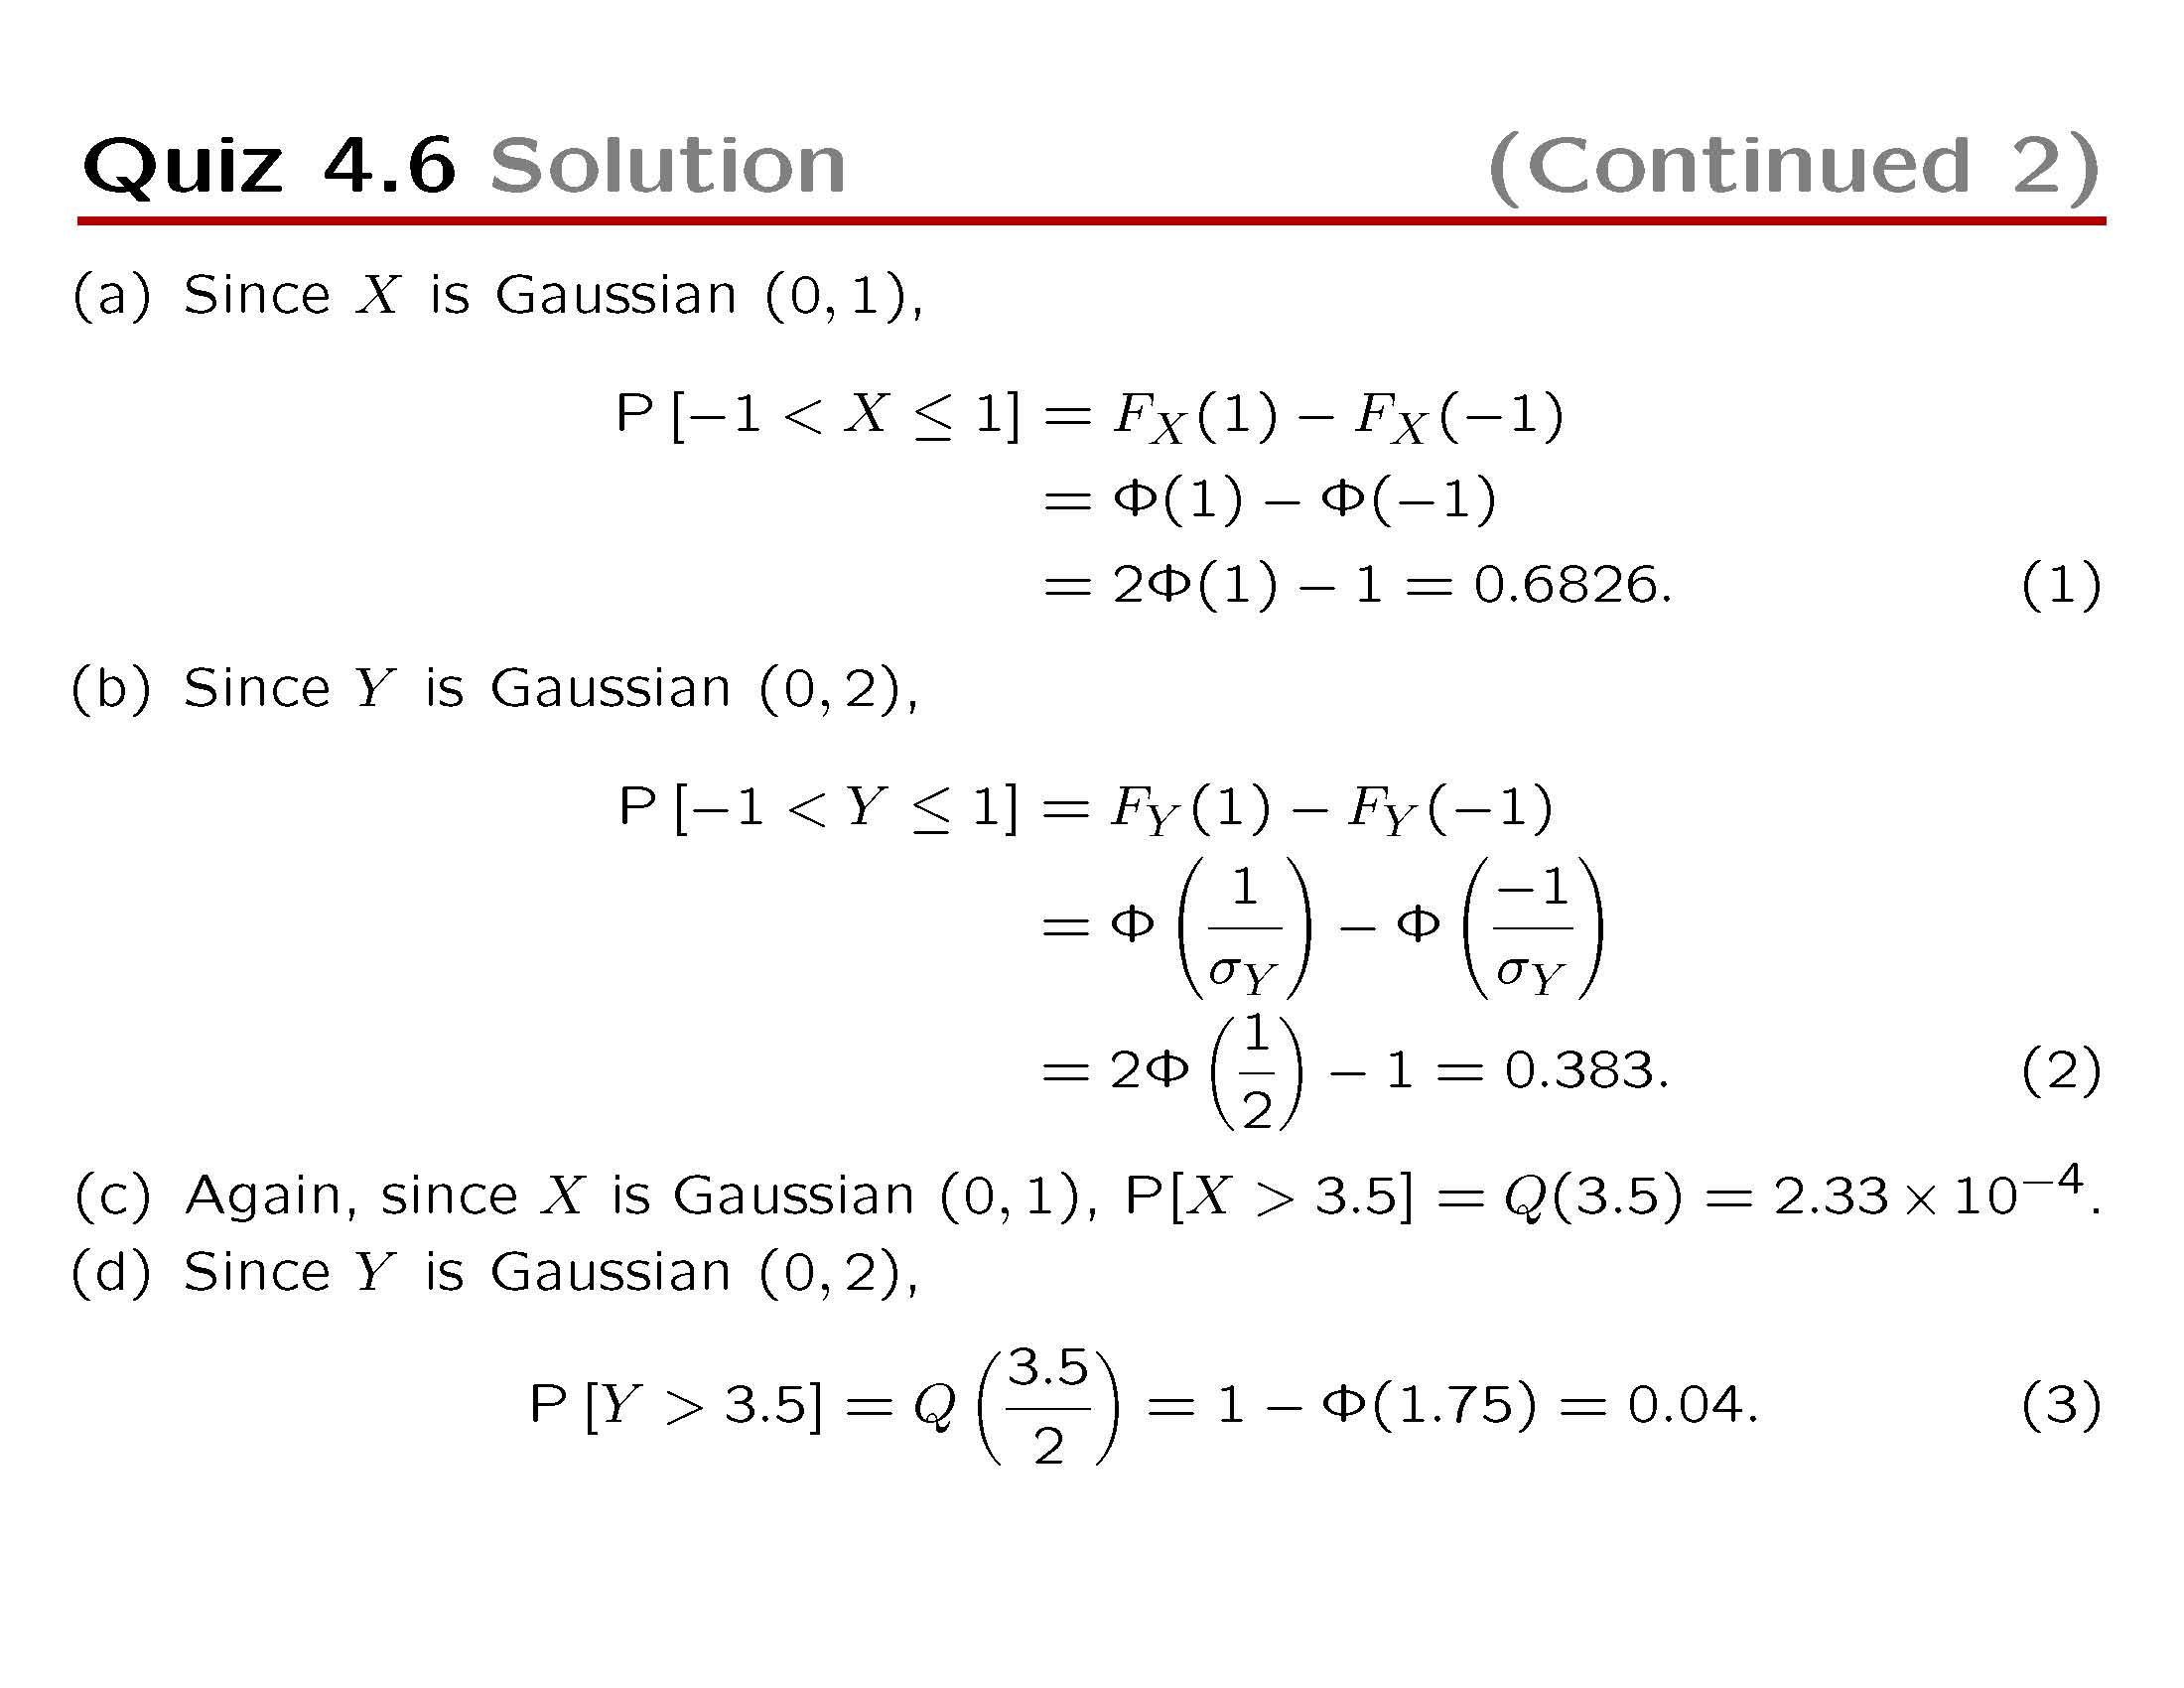 Quiz 4.6 Solution (Continued 2)
(a) Since X is Gaussian (0, 1),
P [−1 < X ≤ 1] = F_X(1) − F_X(−1)
= Φ(1) − Φ(−1)
= 2Φ(1) − 1 = 0.6826. (1)
(b) Since Y is Gaussian (0, 2),
P [−1 < Y ≤ 1] = F_Y(1) − F_Y(−1)
= Φ(1/σ_Y) − Φ(−1/σ_Y)
= 2Φ(1/2) − 1 = 0.383. (2)
(c) Again, since X is Gaussian (0, 1), P[X > 3.5] = Q(3.5) = 2.33 × 10^−4.
(d) Since Y is Gaussian (0, 2),
P [Y > 3.5] = Q(3.5/2) = 1 − Φ(1.75) = 0.04. (3)